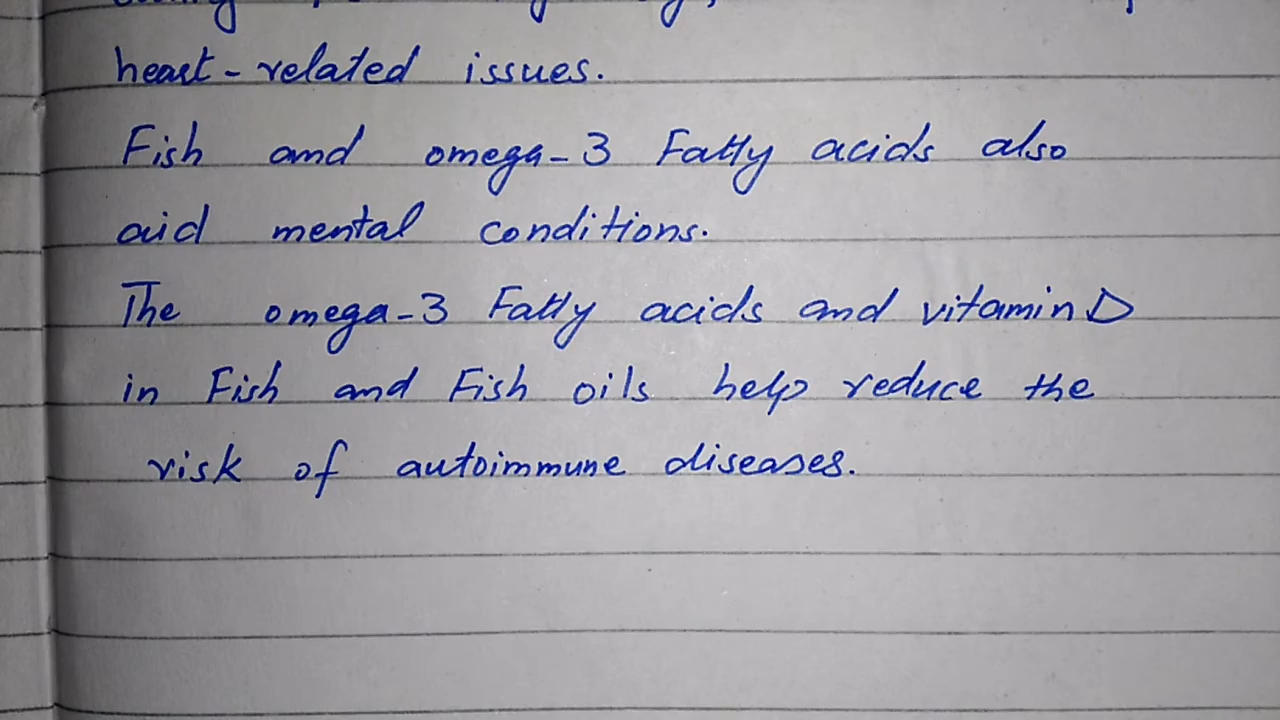 heart-related issues.
Fish and omega-3 Fatty acids also
aid mental conditions.
The omega-3 Fatty acids and vitamin D
in Fish and Fish oils help reduce the
risk of autoimmune diseases.